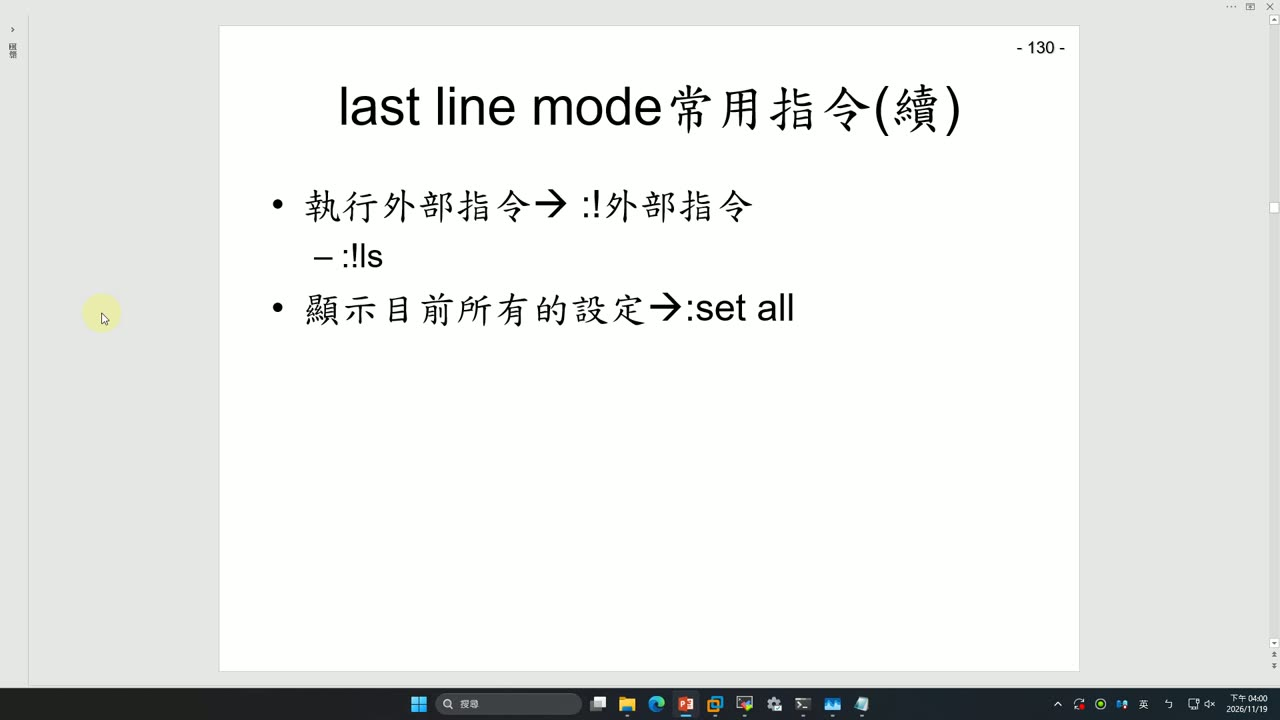 - 130 -
last line mode常用指令(續)
• 執行外部指令→ :!外部指令
– :!ls
• 顯示目前所有的設定→:set all
搜尋
英
ㄅ
下午 04:00
2026/11/19